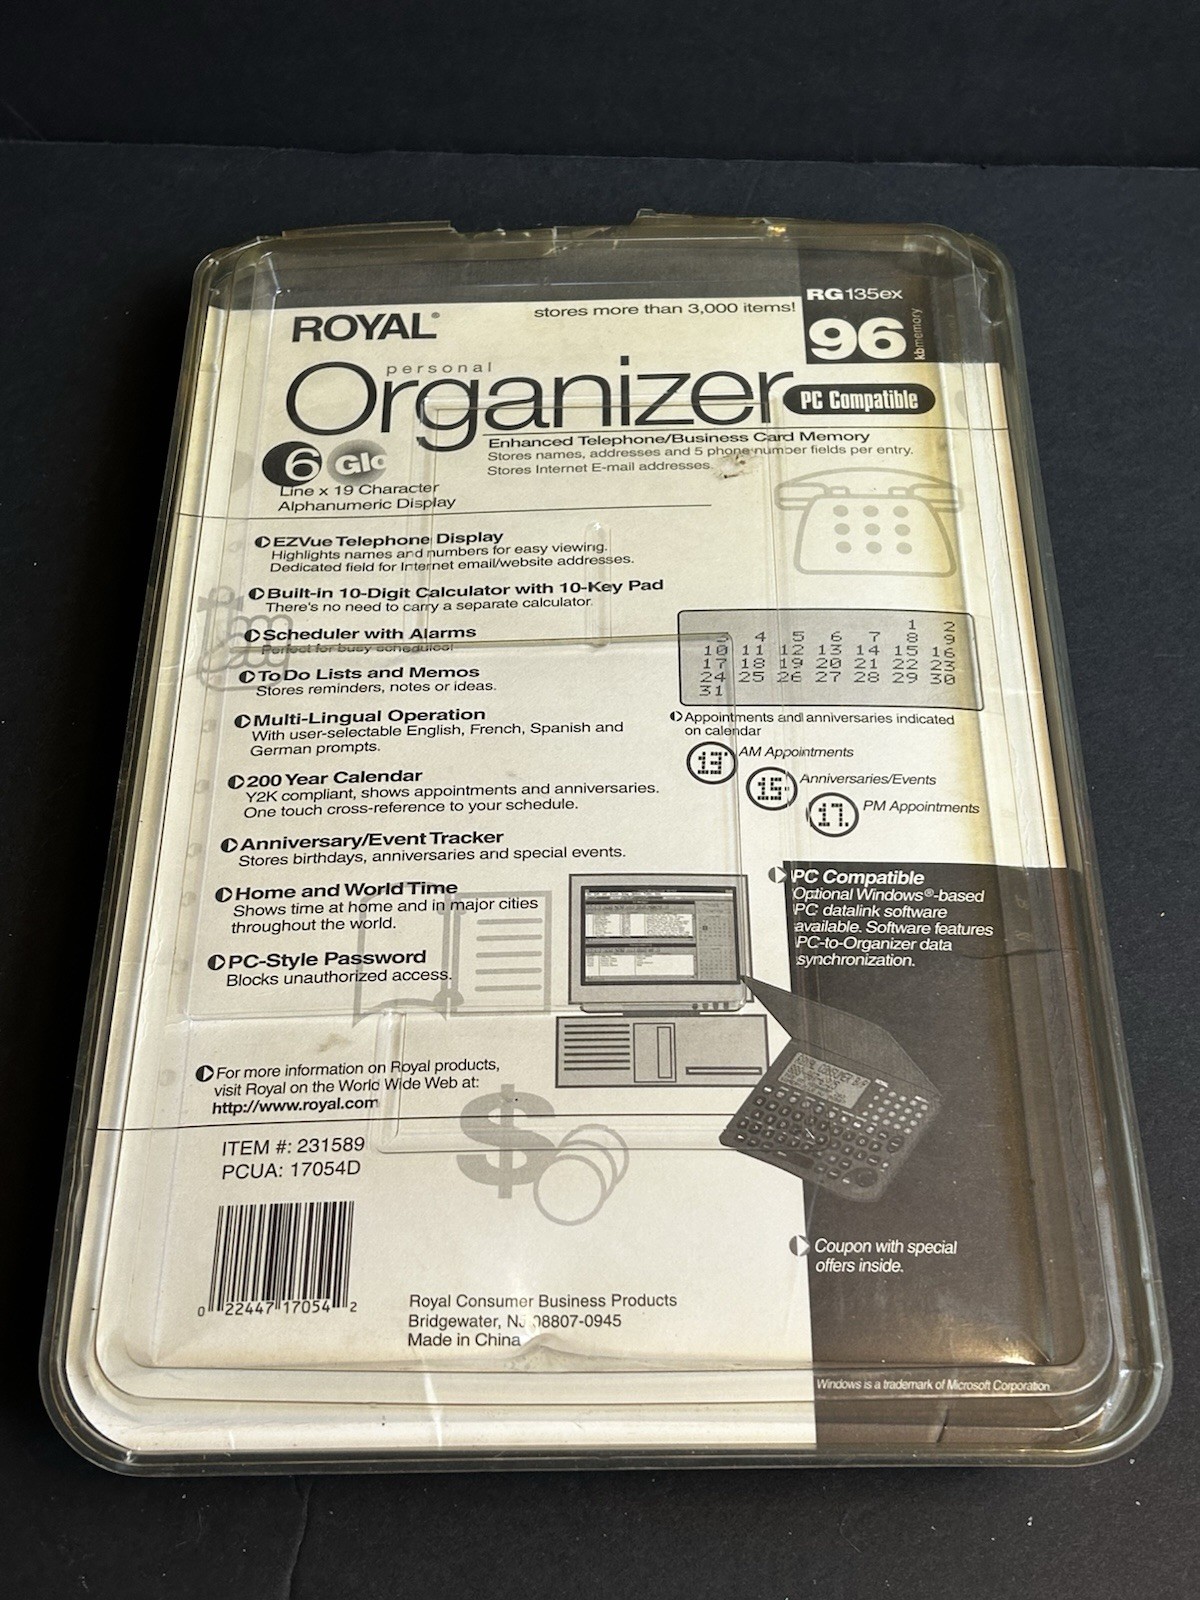 RG135ex
stores more than 3,000 items!
ROYAL®
96
kbmemory
personal
Organizer
PC Compatible
Enhanced Telephone/Business Card Memory
Stores names, addresses and 5 phone number fields per entry.
Stores Internet E-mail addresses.
6 Glo
Line x 19 Character
Alphanumeric Display
EZVue Telephone Display
Highlights names and numbers for easy viewing.
Dedicated field for Internet email/website addresses.
Built-in 10-Digit Calculator with 10-Key Pad
There's no need to carry a separate calculator.
Scheduler with Alarms
Perfect for busy schedules!
To Do Lists and Memos
Stores reminders, notes or ideas.
Multi-Lingual Operation
With user-selectable English, French, Spanish and
German prompts.
200 Year Calendar
Y2K compliant, shows appointments and anniversaries.
One touch cross-reference to your schedule.
Anniversary/Event Tracker
Stores birthdays, anniversaries and special events.
Home and World Time
Shows time at home and in major cities
throughout the world.
PC-Style Password
Blocks unauthorized access.
1 2
3 4 5 6 7 8 9
10 11 12 13 14 15 16
17 18 19 20 21 22 23
24 25 26 27 28 29 30
31
Appointments and anniversaries indicated
on calendar
13 AM Appointments
15 Anniversaries/Events
17 PM Appointments
PC Compatible
Optional Windows®-based
PC datalink software
available. Software features
PC-to-Organizer data
synchronization.
For more information on Royal products,
visit Royal on the World Wide Web at:
http://www.royal.com
ITEM #: 231589
PCUA: 17054D
$
0 22447 17054 2
Coupon with special
offers inside.
Royal Consumer Business Products
Bridgewater, NJ 08807-0945
Made in China
Windows is a trademark of Microsoft Corporation.